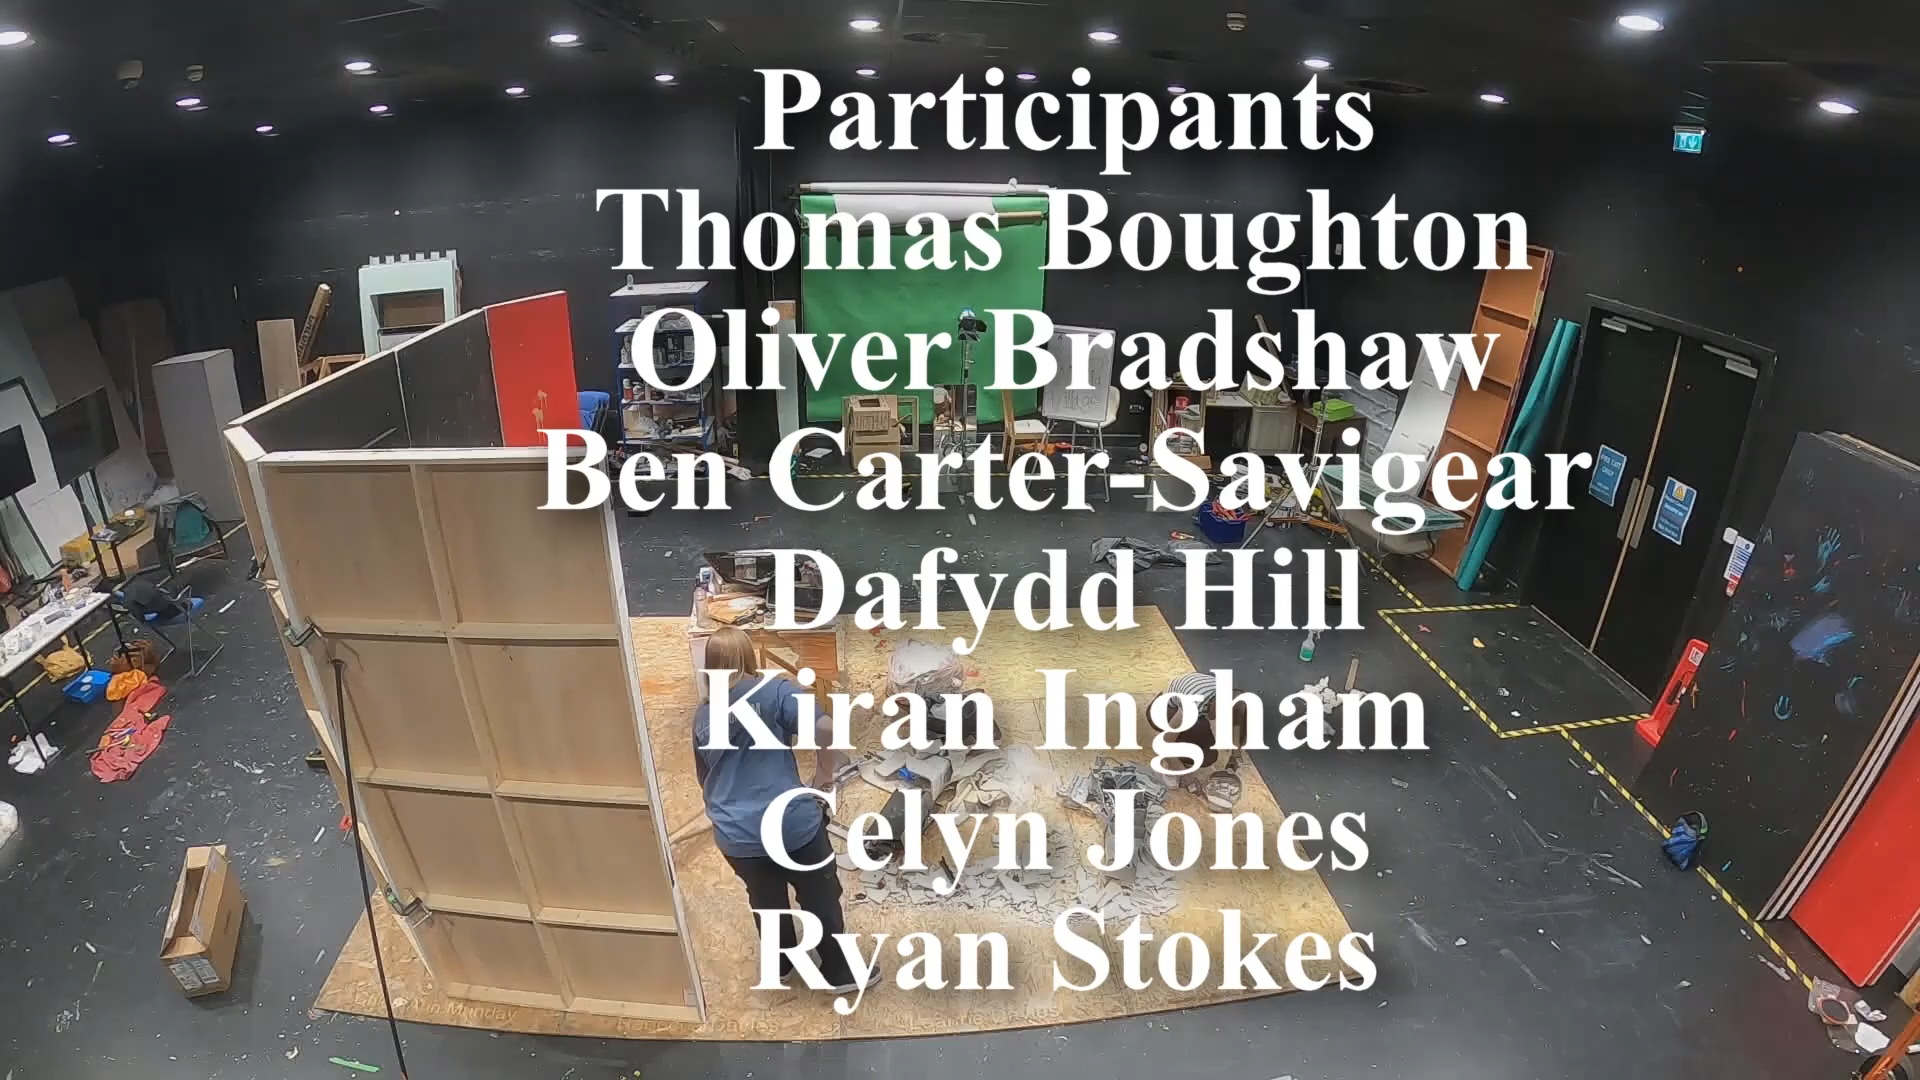 Participants
Thomas Boughton
Oliver Bradshaw
Ben Carter-Savigear
Dafydd Hill
Kiran Ingham
Celyn Jones
Ryan Stokes